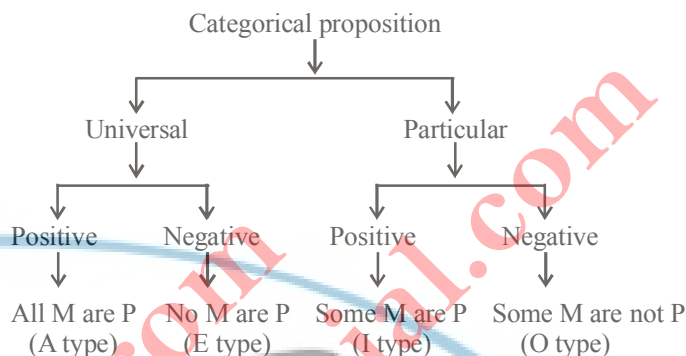 Categorical proposition
Universal Particular
Positive Negative Positive Negative
All M are P No M are P Some M are P Some M are not P
(A type) (E type) (I type) (O type)